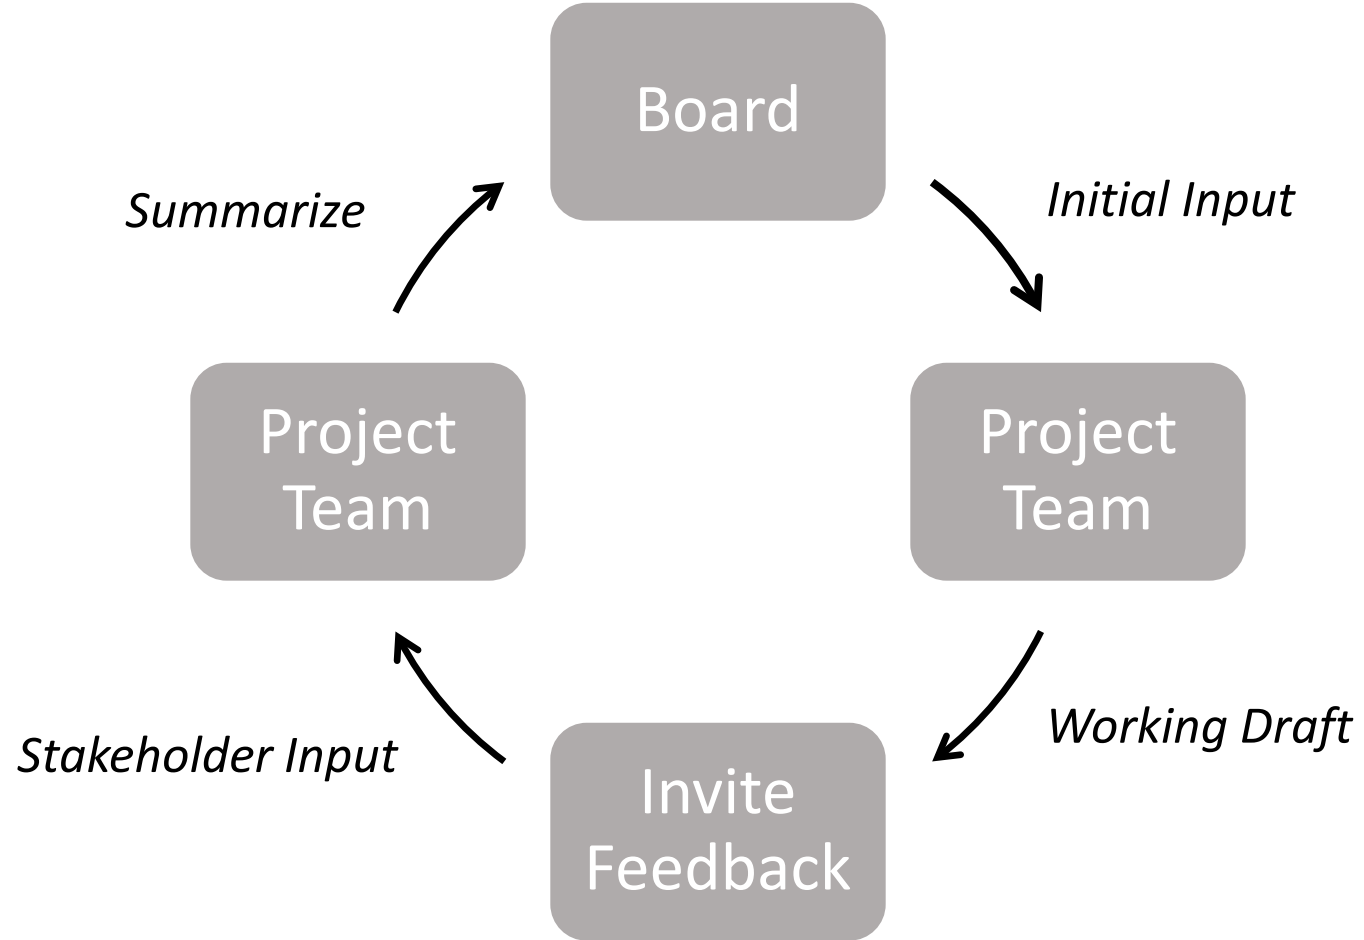 Board
Summarize
Initial Input
Project
Team
Project
Team
Stakeholder Input
Working Draft
Invite
Feedback